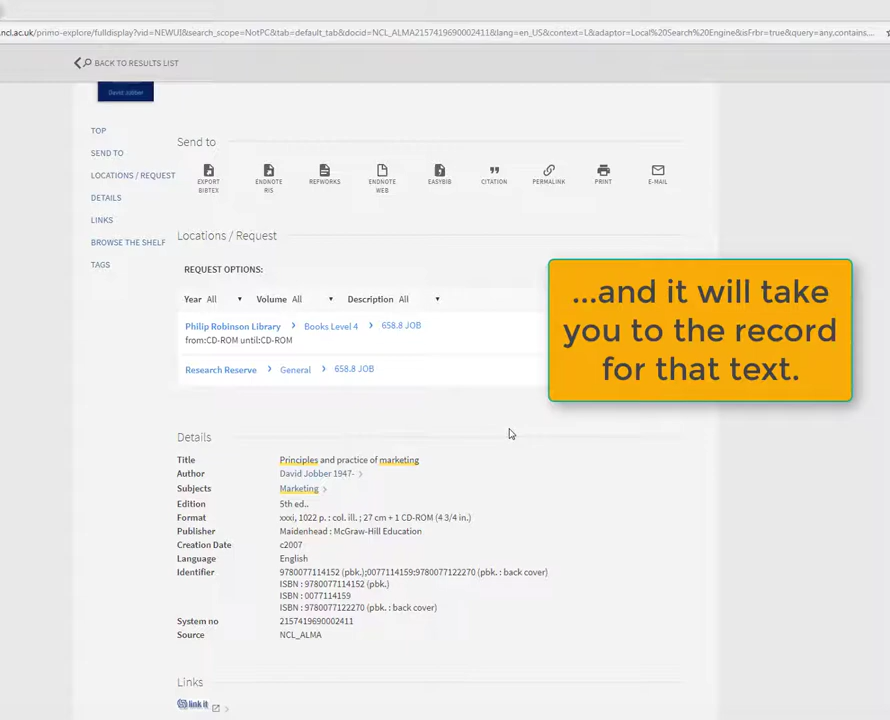 .ncl.ac.uk/primo-explore/fulldisplay?vid=NEWUI&search_scope=NotPC&tab=default_tab&docid=NCL_ALMA2157419690002411&lang=en_US&context=L&adaptor=Local%20Search%20Engine&isFrbr=true&query=any,contains,...
BACK TO RESULTS LIST
David Jobber
TOP
SEND TO
LOCATIONS / REQUEST
DETAILS
LINKS
BROWSE THE SHELF
TAGS
Send to
EXPORT BIBTEX
ENDNOTE RIS
REFWORKS
ENDNOTE WEB
EASYBIB
CITATION
PERMALINK
PRINT
E-MAIL
Locations / Request
REQUEST OPTIONS:
Year All Volume All Description All
Philip Robinson Library > Books Level 4 > 658.8 JOB
from:CD-ROM until:CD-ROM
Research Reserve > General > 658.8 JOB
...and it will take
you to the record
for that text.
Details
Title Principles and practice of marketing
Author David Jobber 1947- >
Subjects Marketing >
Edition 5th ed..
Format xxxi, 1022 p. : col. ill. ; 27 cm + 1 CD-ROM (4 3/4 in.)
Publisher Maidenhead : McGraw-Hill Education
Creation Date c2007
Language English
Identifier 9780077114152 (pbk.);0077114159;9780077122270 (pbk. : back cover)
ISBN : 9780077114152 (pbk.)
ISBN : 0077114159
ISBN : 9780077122270 (pbk. : back cover)
System no 2157419690002411
Source NCL_ALMA
Links
link it >